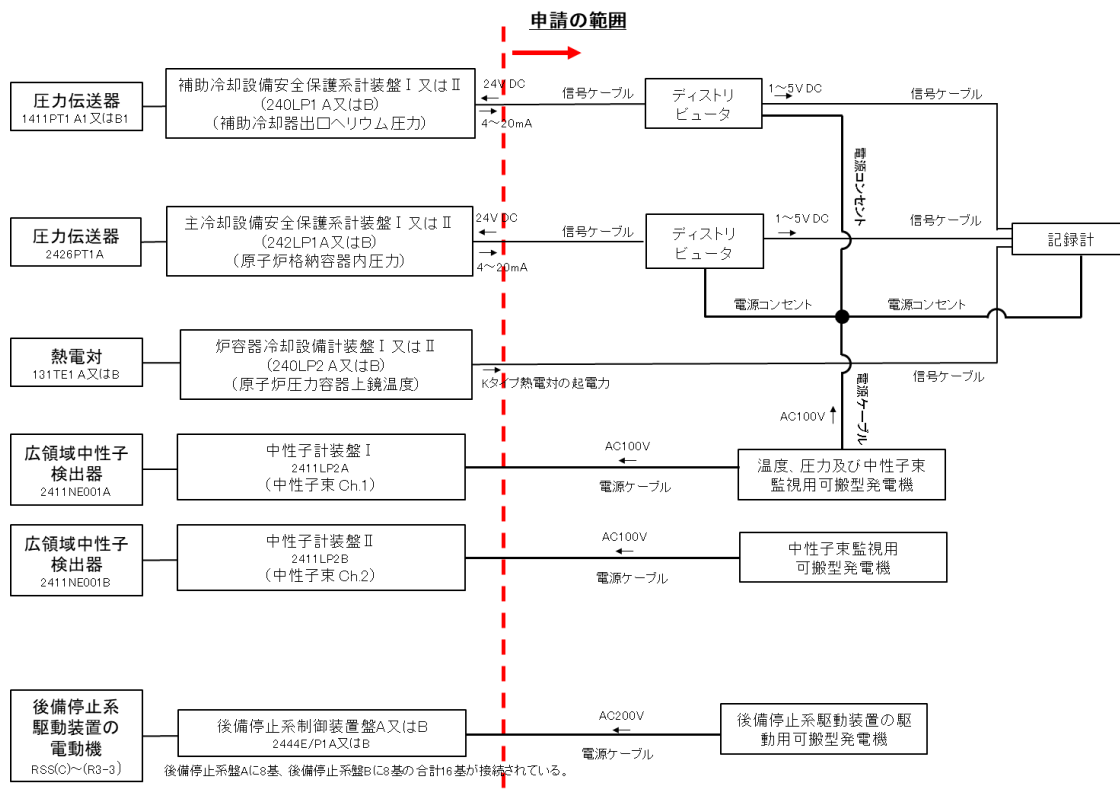 申請の範囲
圧力伝送器
1411PT1 A1又はB1
補助冷却設備安全保護系計装盤Ⅰ又はⅡ
(240LP1 A又はB)
(補助冷却器出口ヘリウム圧力)
24V DC
4～20mA
信号ケーブル
ディストリ
ビュータ
1～5V DC
信号ケーブル
電源コンセント
圧力伝送器
2426PT1A
主冷却設備安全保護系計装盤Ⅰ又はⅡ
(242LP1A又はB)
(原子炉格納容器内圧力)
24V DC
4～20mA
信号ケーブル
ディストリ
ビュータ
1～5V DC
信号ケーブル
記録計
電源コンセント
電源コンセント
熱電対
131TE1 A又はB
炉容器冷却設備計装盤Ⅰ又はⅡ
(240LP2 A又はB)
(原子炉圧力容器上鏡温度)
Kタイプ熱電対の起電力
信号ケーブル
電源ケーブル
AC100V
広領域中性子
検出器
2411NE001A
中性子計装盤Ⅰ
2411LP2A
(中性子束 Ch.1)
AC100V
電源ケーブル
温度、圧力及び中性子束
監視用可搬型発電機
広領域中性子
検出器
2411NE001B
中性子計装盤Ⅱ
2411LP2B
(中性子束 Ch.2)
AC100V
電源ケーブル
中性子束監視用
可搬型発電機
後備停止系
駆動装置の
電動機
RSS(C)～(R3-3)
後備停止系制御装置盤A又はB
2444E/P1A又はB
AC200V
電源ケーブル
後備停止系駆動装置の駆
動用可搬型発電機
後備停止系盤Aに8基、後備停止系盤Bに8基の合計16基が接続されている。